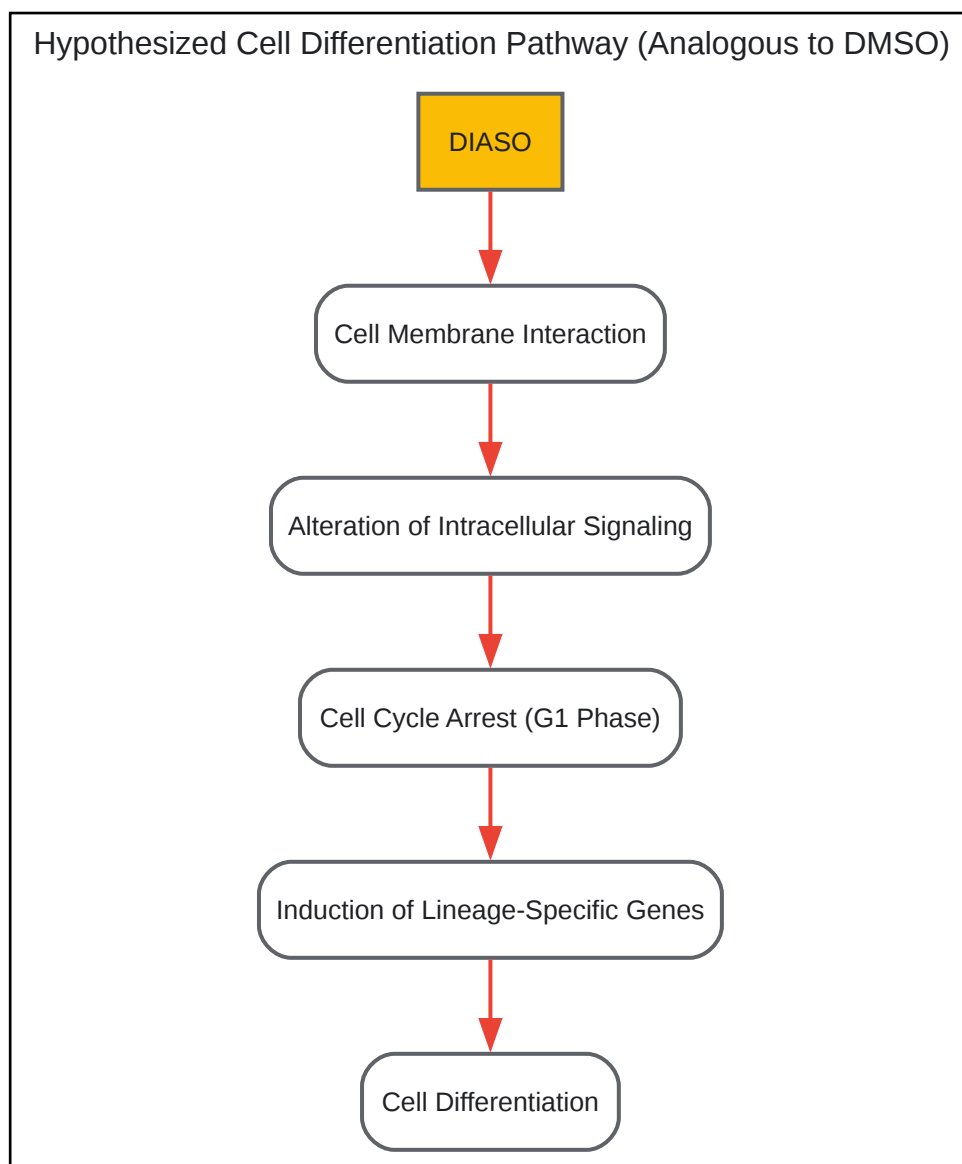 Hypothesized Cell Differentiation Pathway (Analogous to DMSO)
DIASO
Cell Membrane Interaction
Alteration of Intracellular Signaling
Cell Cycle Arrest (G1 Phase)
Induction of Lineage-Specific Genes
Cell Differentiation